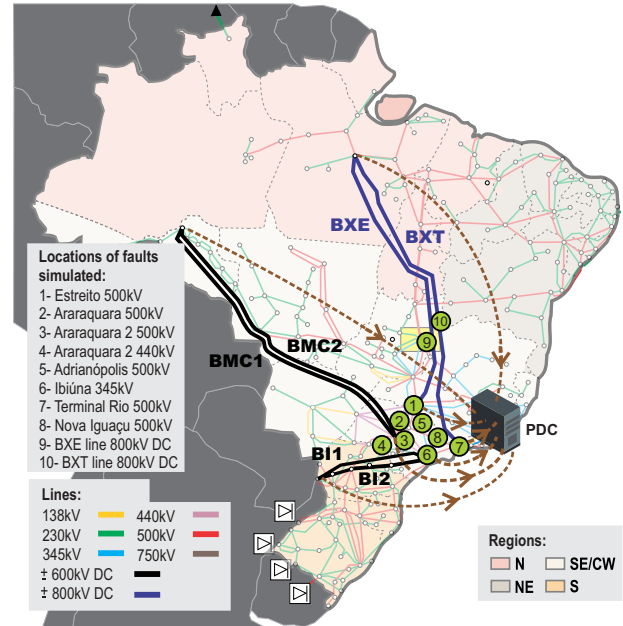 BXE
BXT
Locations of faults
simulated:
1- Estreito 500kV
2- Araraquara 500kV
3- Araraquara 2 500kV
4- Araraquara 2 440kV
5- Adrianópolis 500kV
6- Ibiúna 345kV
7- Terminal Rio 500kV
8- Nova Iguaçu 500kV
9- BXE line 800kV DC
10- BXT line 800kV DC
BMC1
BMC2
10
9
1
2
5
3
4
8
6
7
PDC
BI1
BI2
Lines:
138kV 440kV
230kV 500kV
345kV 750kV
± 600kV DC
± 800kV DC
Regions:
N SE/CW
NE S